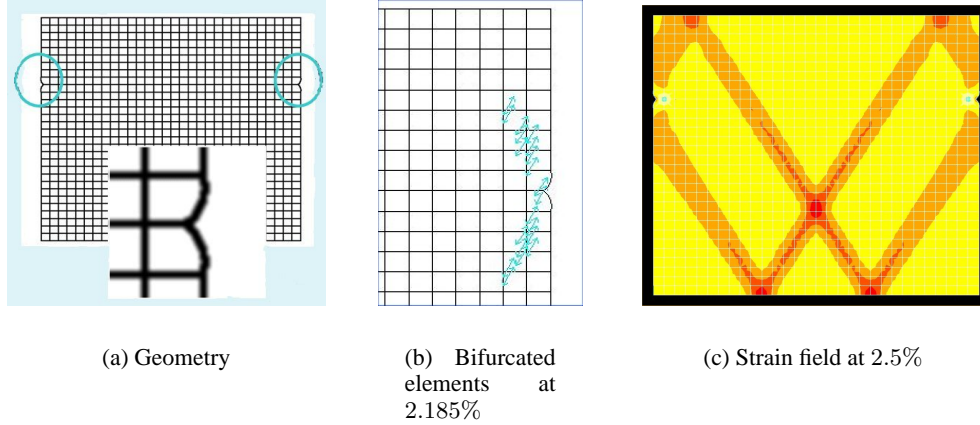 (a) Geometry
(b) Bifurcated
elements at
2.185%
(c) Strain field at 2.5%